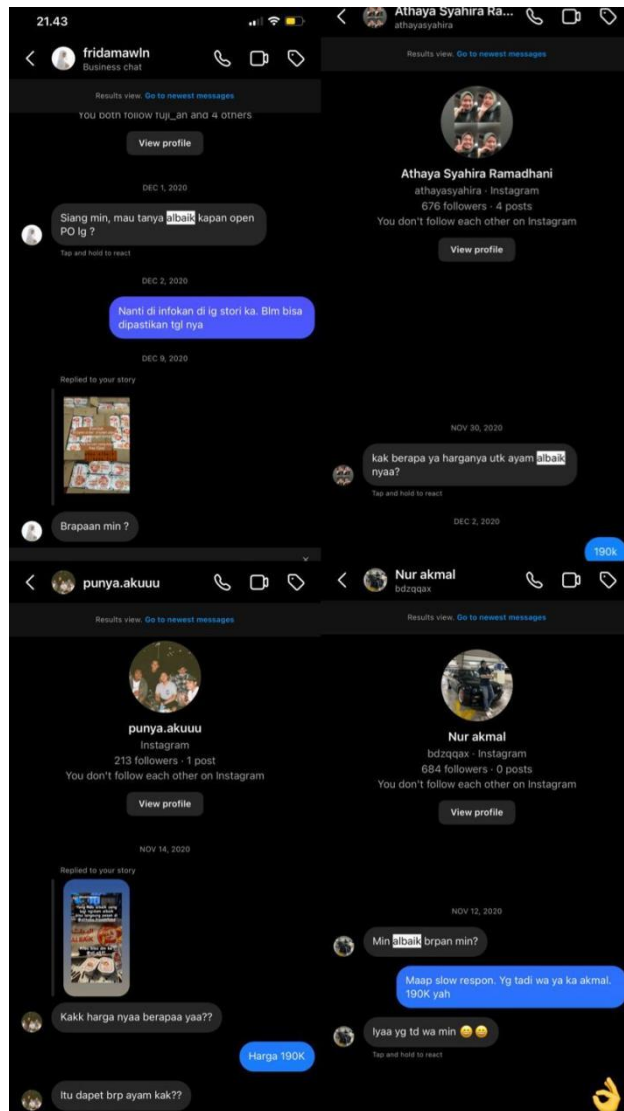 21.43
fridamawln
Business chat
Results view. Go to newest messages
You both follow fuji_an and 4 others
View profile
DEC 1, 2020
Siang min, mau tanya albaik kapan open
PO lg ?
Tap and hold to react
DEC 2, 2020
Nanti di infokan di ig stori ka. Blm bisa
dipastikan tgl nya
DEC 9, 2020
Replied to your story
Brapaan min ?
Athaya Syahira Ra...
athayasyahira
Results view. Go to newest messages
Athaya Syahira Ramadhani
athayasyahira · Instagram
676 followers · 4 posts
You don't follow each other on Instagram
View profile
NOV 30, 2020
kak berapa ya harganya utk ayam albaik
nyaa?
Tap and hold to react
DEC 2, 2020
190k
punya.akuuu
Results view. Go to newest messages
punya.akuuu
Instagram
213 followers · 1 post
You don't follow each other on Instagram
View profile
NOV 14, 2020
Replied to your story
ALBAIK
Kakk harga nyaa berapaa yaa??
Harga 190K
Itu dapet brp ayam kak??
Nur akmal
bdzqqax
Results view. Go to newest messages
Nur akmal
bdzqqax · Instagram
684 followers · 0 posts
You don't follow each other on Instagram
View profile
NOV 12, 2020
Min albaik brpan min?
Maap slow respon. Yg tadi wa ya ka akmal.
190K yah
Iyaa yg td wa min 😄😄
Tap and hold to react
👌